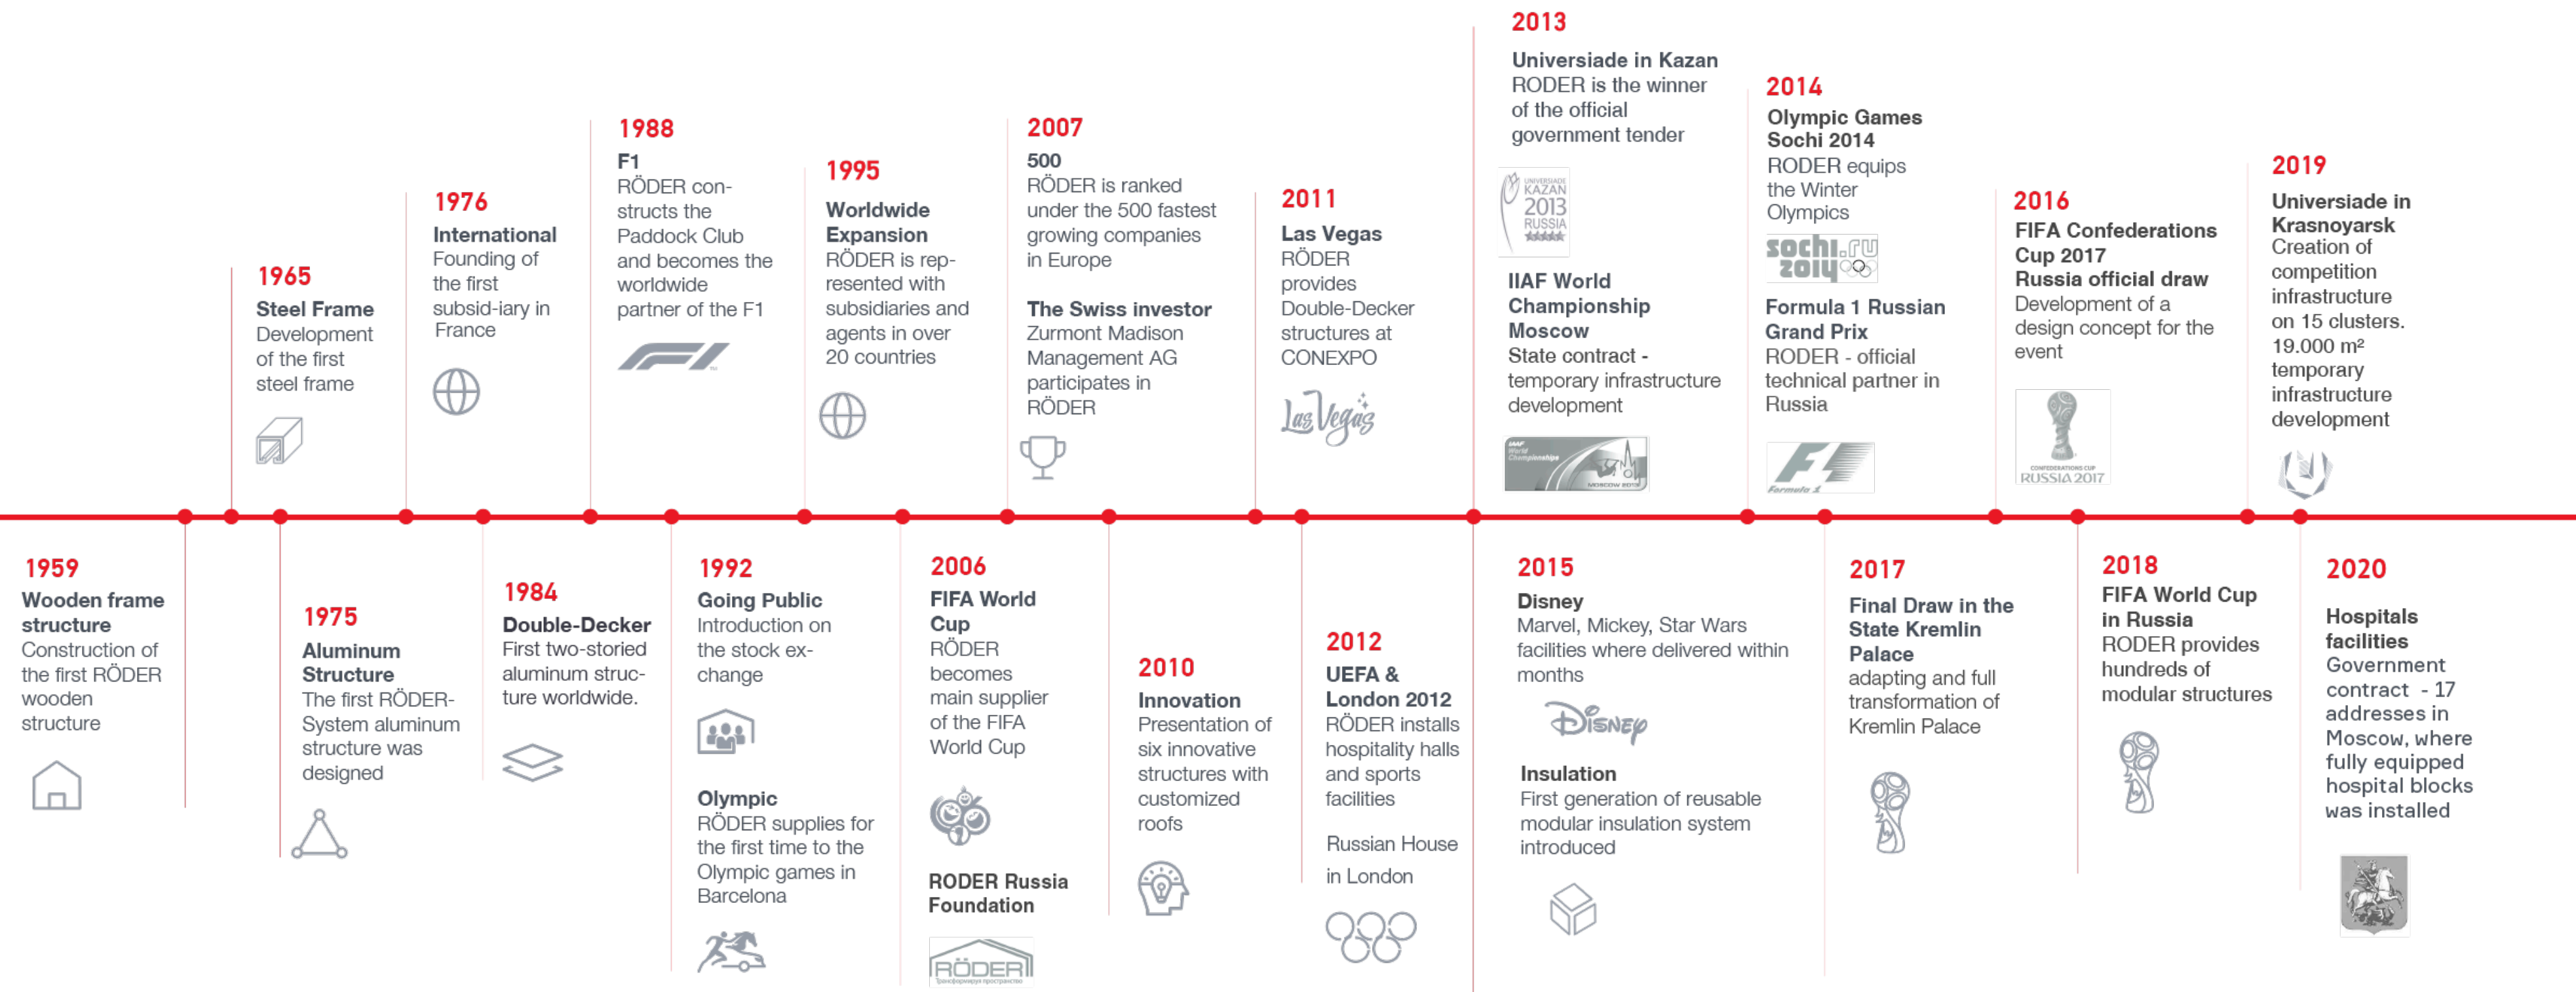 1965
Steel Frame
Development
of the first
steel frame
1976
International
Founding of
the first
subsid-iary in
France
1988
F1
RÖDER con-
structs the
Paddock Club
and becomes the
worldwide
partner of the F1
1995
Worldwide
Expansion
RÖDER is rep-
resented with
subsidiaries and
agents in over
20 countries
2007
500
RÖDER is ranked
under the 500 fastest
growing companies
in Europe
The Swiss investor
Zurmont Madison
Management AG
participates in
RÖDER
2011
Las Vegas
RÖDER
provides
Double-Decker
structures at
CONEXPO
Las Vegas
2013
Universiade in Kazan
RODER is the winner
of the official
government tender
UNIVERSIADE
KAZAN
2013
RUSSIA
IIAF World
Championship
Moscow
State contract -
temporary infrastructure
development
IAAF
World
Championships
MOSCOW 2013
2014
Olympic Games
Sochi 2014
RODER equips
the Winter
Olympics
sochi.ru
2014
Formula 1 Russian
Grand Prix
RODER - official
technical partner in
Russia
F1
Formula 1
2016
FIFA Confederations
Cup 2017
Russia official draw
Development of a
design concept for the
event
CONFEDERATIONS CUP
RUSSIA 2017
2019
Universiade in
Krasnoyarsk
Creation of
competition
infrastructure
on 15 clusters.
19.000 m²
temporary
infrastructure
development
1959
Wooden frame
structure
Construction of
the first RÖDER
wooden
structure
1975
Aluminum
Structure
The first RÖDER-
System aluminum
structure was
designed
1984
Double-Decker
First two-storied
aluminum struc-
ture worldwide.
1992
Going Public
Introduction on
the stock ex-
change
Olympic
RÖDER supplies for
the first time to the
Olympic games in
Barcelona
2006
FIFA World
Cup
RÖDER
becomes
main supplier
of the FIFA
World Cup
RODER Russia
Foundation
RÖDER
Трансформируя пространство
2010
Innovation
Presentation of
six innovative
structures with
customized
roofs
2012
UEFA &
London 2012
RÖDER installs
hospitality halls
and sports
facilities
Russian House
in London
2015
Disney
Marvel, Mickey, Star Wars
facilities where delivered within
months
Disney
Insulation
First generation of reusable
modular insulation system
introduced
2017
Final Draw in the
State Kremlin
Palace
adapting and full
transformation of
Kremlin Palace
2018
FIFA World Cup
in Russia
RODER provides
hundreds of
modular structures
2020
Hospitals
facilities
Government
contract - 17
addresses in
Moscow, where
fully equipped
hospital blocks
was installed